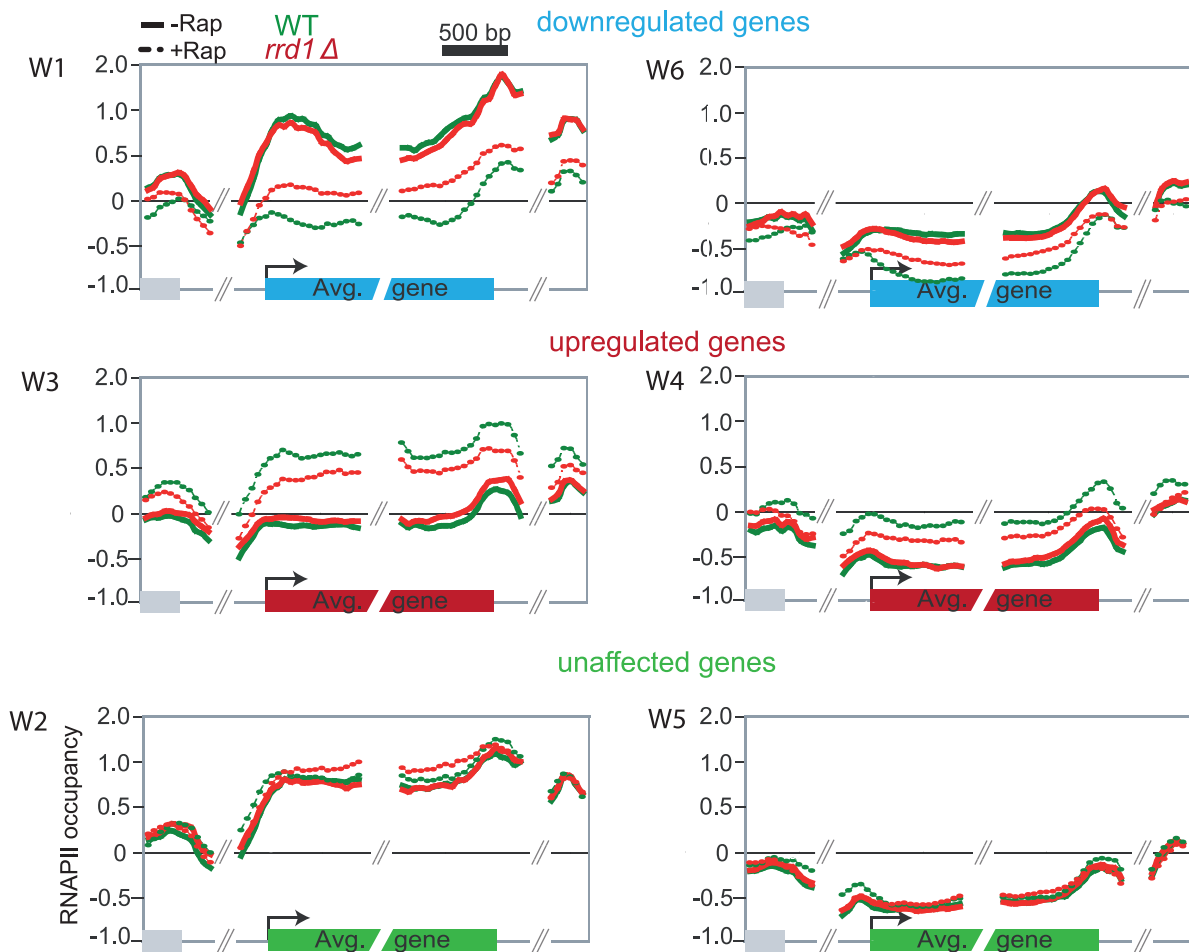 downregulated genes
-Rap WT 500 bp
+Rap rrd1 Δ
W1 2.0
1.0
0.5
0
-0.5
-1.0
Avg. gene
W6 2.0
1.0
0.5
0
-0.5
-1.0
Avg. gene
upregulated genes
W3 2.0
1.0
0.5
0
-0.5
-1.0
Avg. gene
W4 2.0
1.0
0.5
0
-0.5
-1.0
Avg. gene
unaffected genes
W2 2.0
1.0
0.5
0
-0.5
-1.0
RNAPII occupancy
Avg. gene
W5 2.0
1.0
0.5
0
-0.5
-1.0
Avg. gene